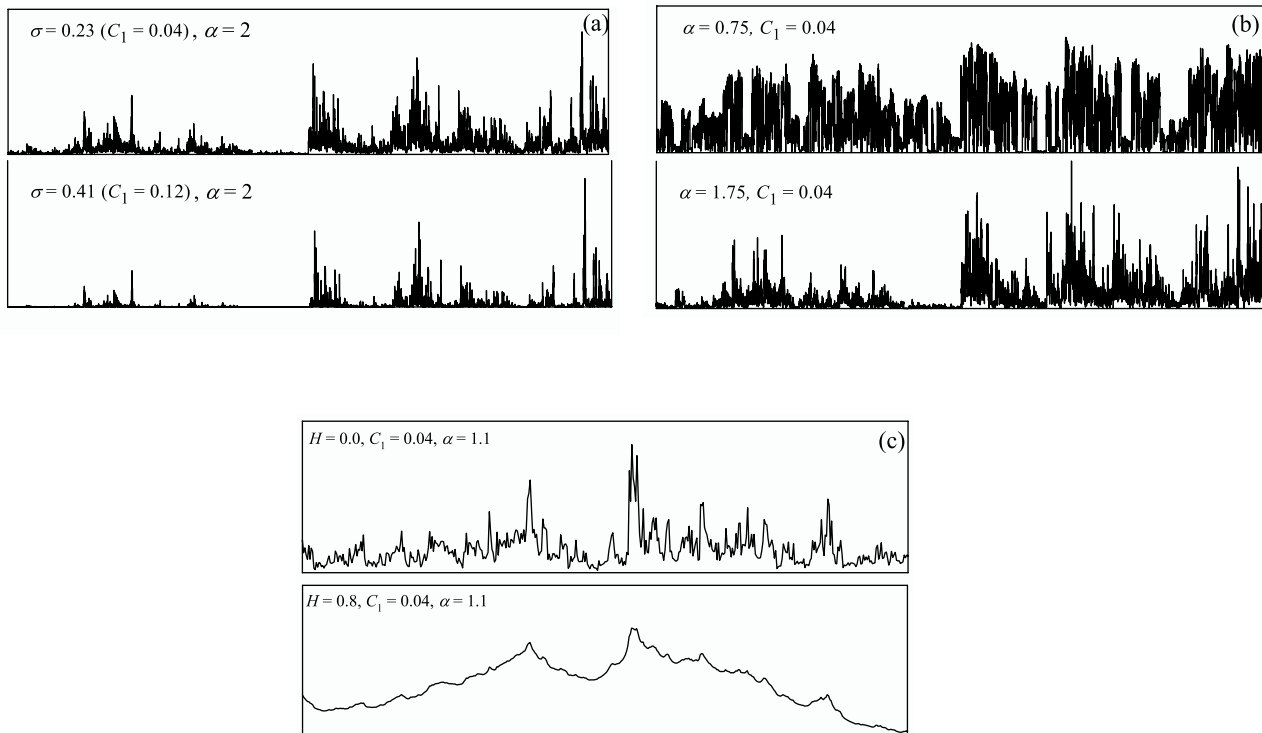 σ = 0.23 (C₁ = 0.04), α = 2
(a)
σ = 0.41 (C₁ = 0.12), α = 2
α = 0.75, C₁ = 0.04
(b)
α = 1.75, C₁ = 0.04
H = 0.0, C₁ = 0.04, α = 1.1
(c)
H = 0.8, C₁ = 0.04, α = 1.1